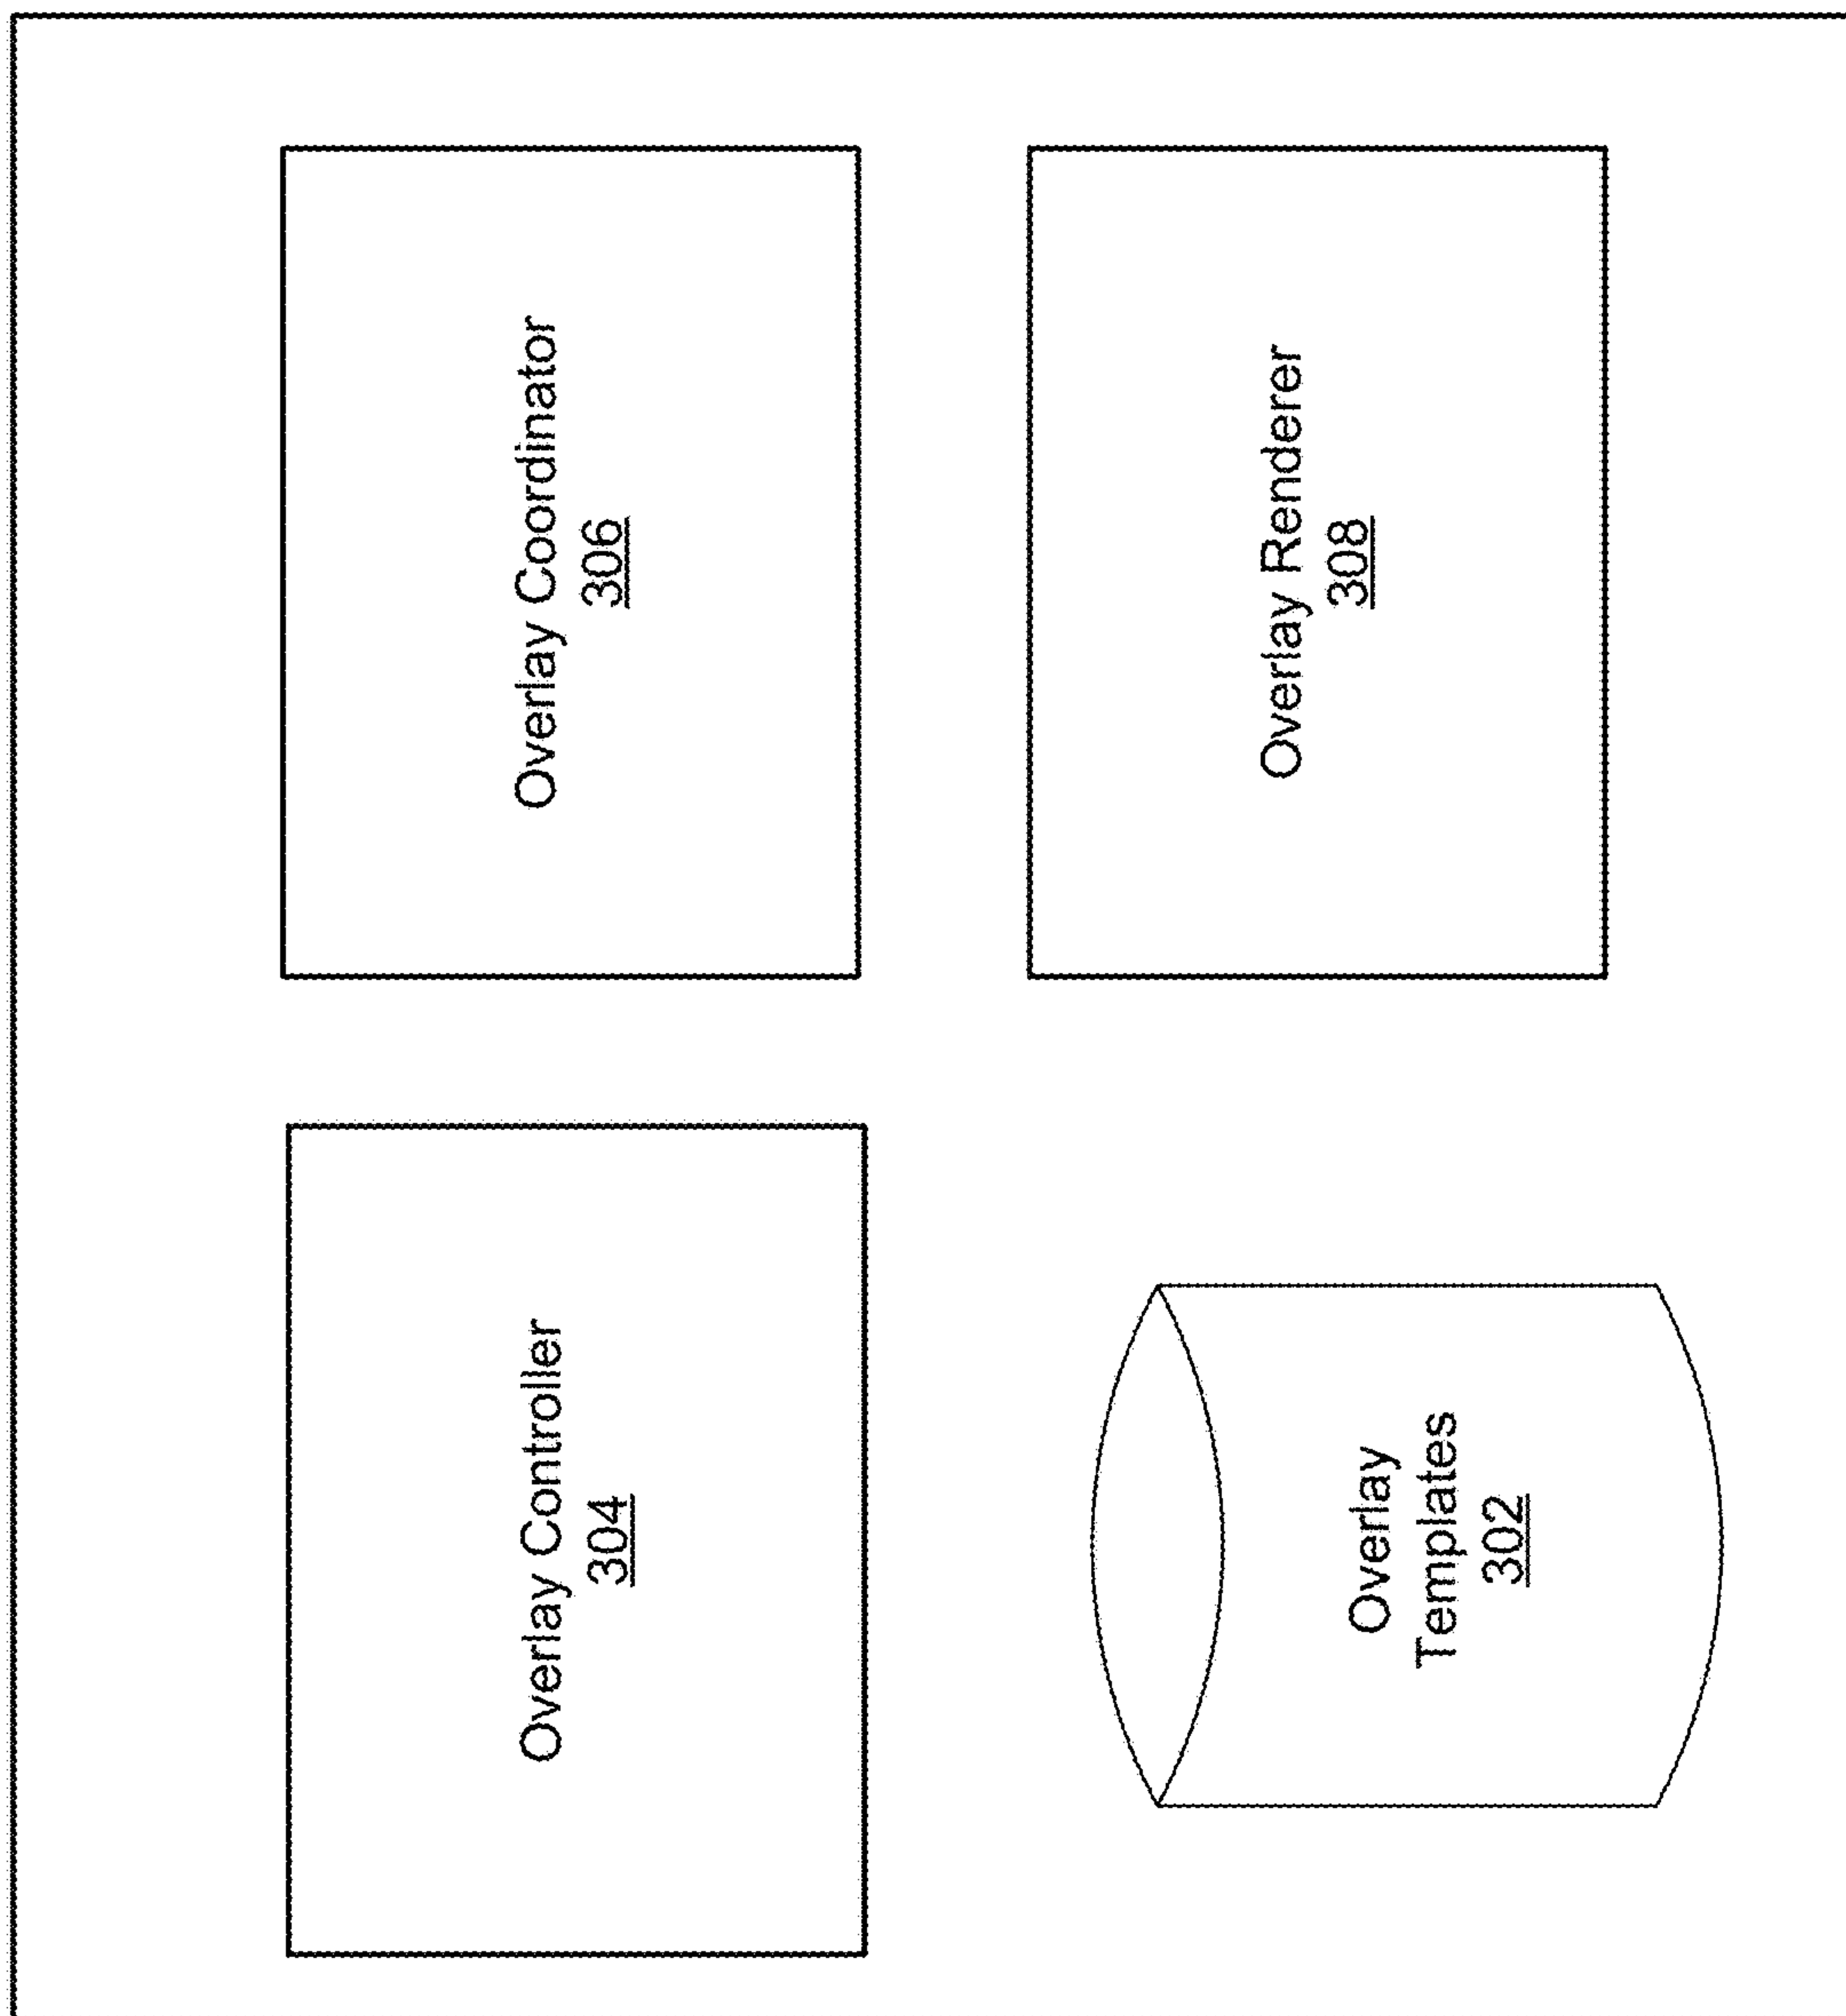 Overlay Controller
304
Overlay Coordinator
306
Overlay
Templates
302
Overlay Renderer
308